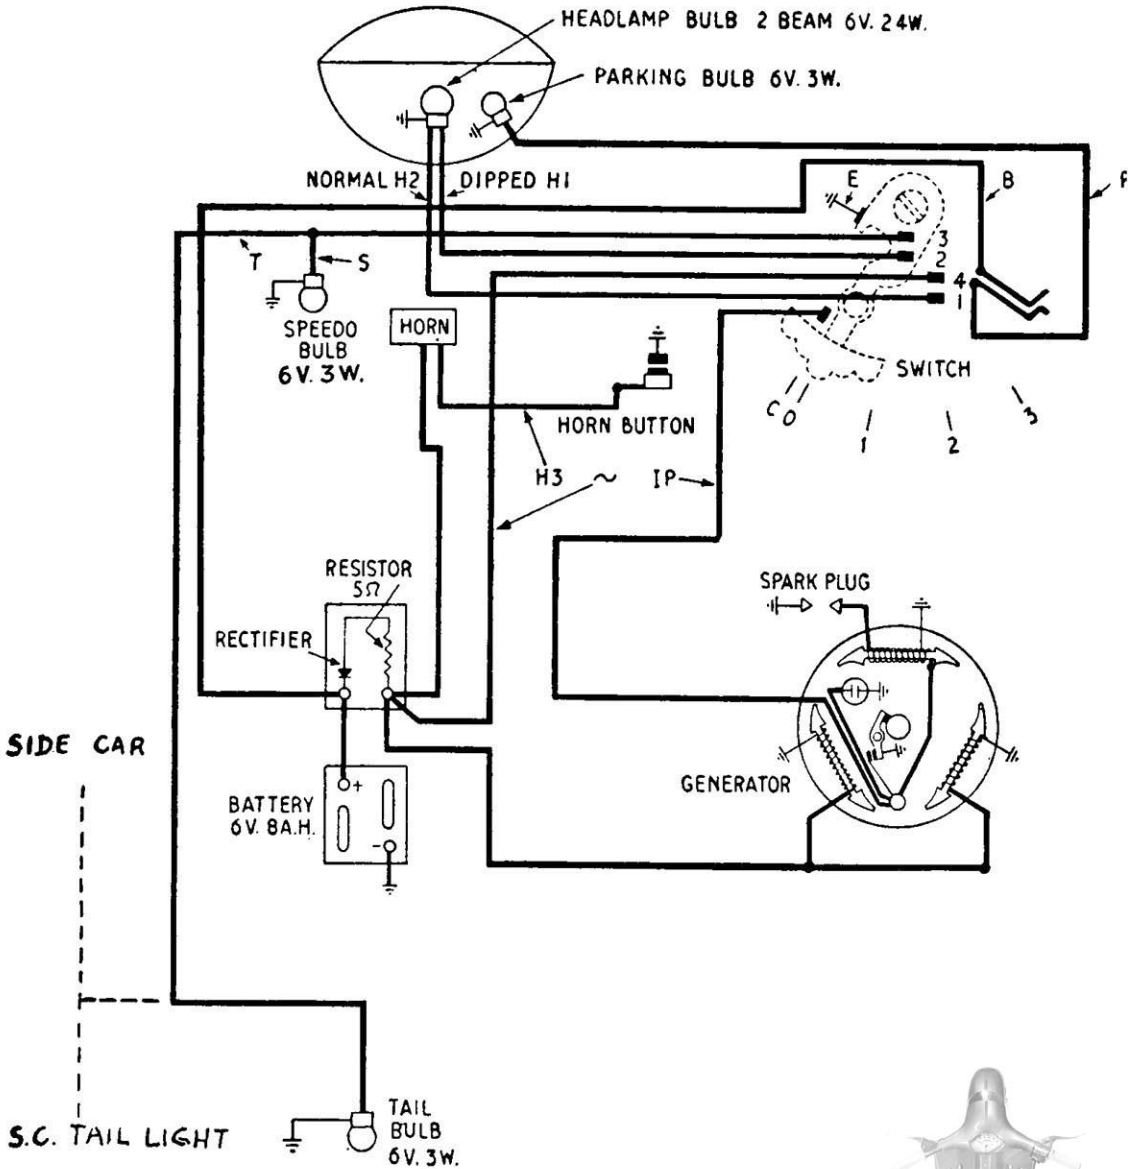 HEADLAMP BULB 2 BEAM 6V. 24W.
PARKING BULB 6V. 3W.
NORMAL H2
DIPPED H1
E
B
3
2
4
1
T
S
SPEEDO
BULB
6V. 3W.
HORN
SWITCH
HORN BUTTON
C O
1
2
3
H3
~
IP
RESISTOR
5Ω
RECTIFIER
SPARK PLUG
SIDE CAR
GENERATOR
BATTERY
6V. 8A.H.
+
-
S.C. TAIL LIGHT
TAIL
BULB
6V. 3W.